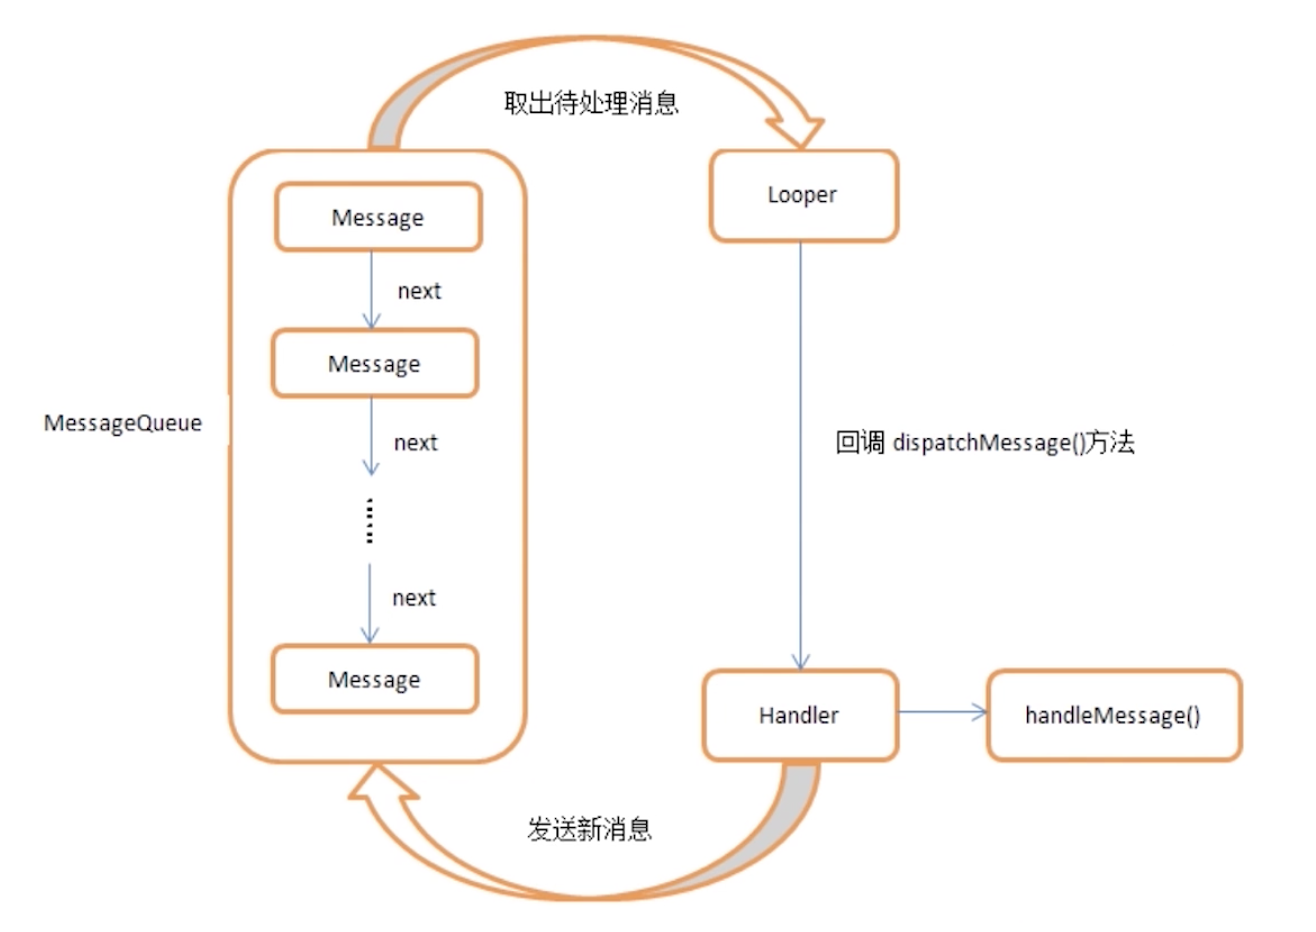 取出待处理消息
Looper
Message
next
Message
MessageQueue
next
回调 dispatchMessage()方法
next
Message
Handler
handleMessage()
发送新消息